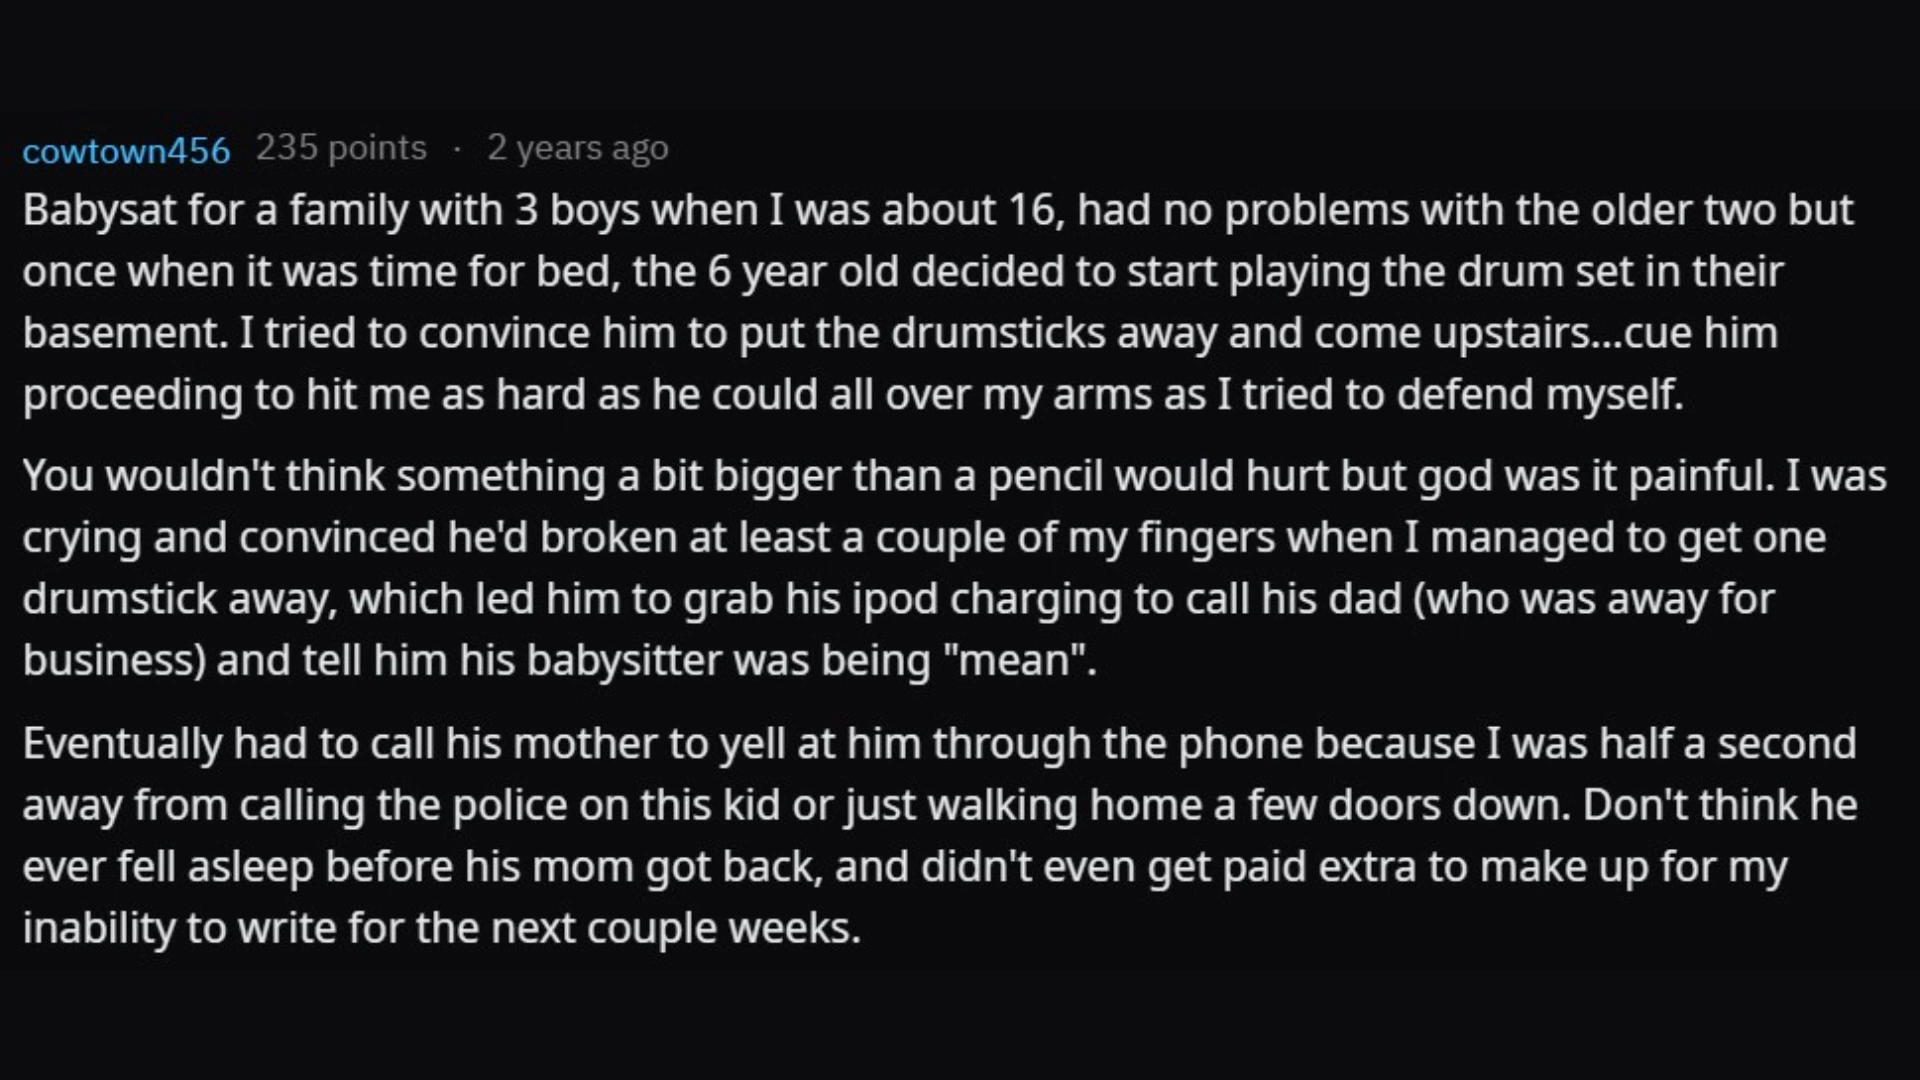 cowtown456 235 points · 2 years ago
Babysat for a family with 3 boys when I was about 16, had no problems with the older two but
once when it was time for bed, the 6 year old decided to start playing the drum set in their
basement. I tried to convince him to put the drumsticks away and come upstairs...cue him
proceeding to hit me as hard as he could all over my arms as I tried to defend myself.
You wouldn't think something a bit bigger than a pencil would hurt but god was it painful. I was
crying and convinced he'd broken at least a couple of my fingers when I managed to get one
drumstick away, which led him to grab his ipod charging to call his dad (who was away for
business) and tell him his babysitter was being "mean".
Eventually had to call his mother to yell at him through the phone because I was half a second
away from calling the police on this kid or just walking home a few doors down. Don't think he
ever fell asleep before his mom got back, and didn't even get paid extra to make up for my
inability to write for the next couple weeks.